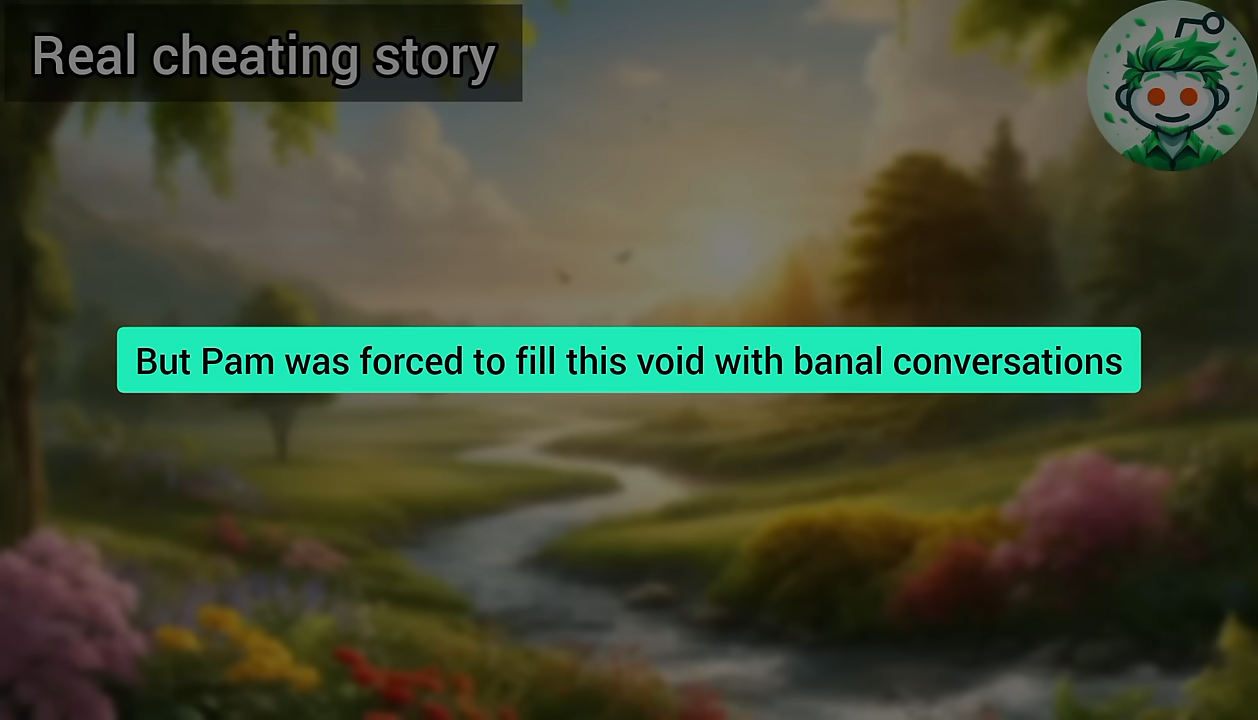 Real cheating story
But Pam was forced to fill this void with banal conversations